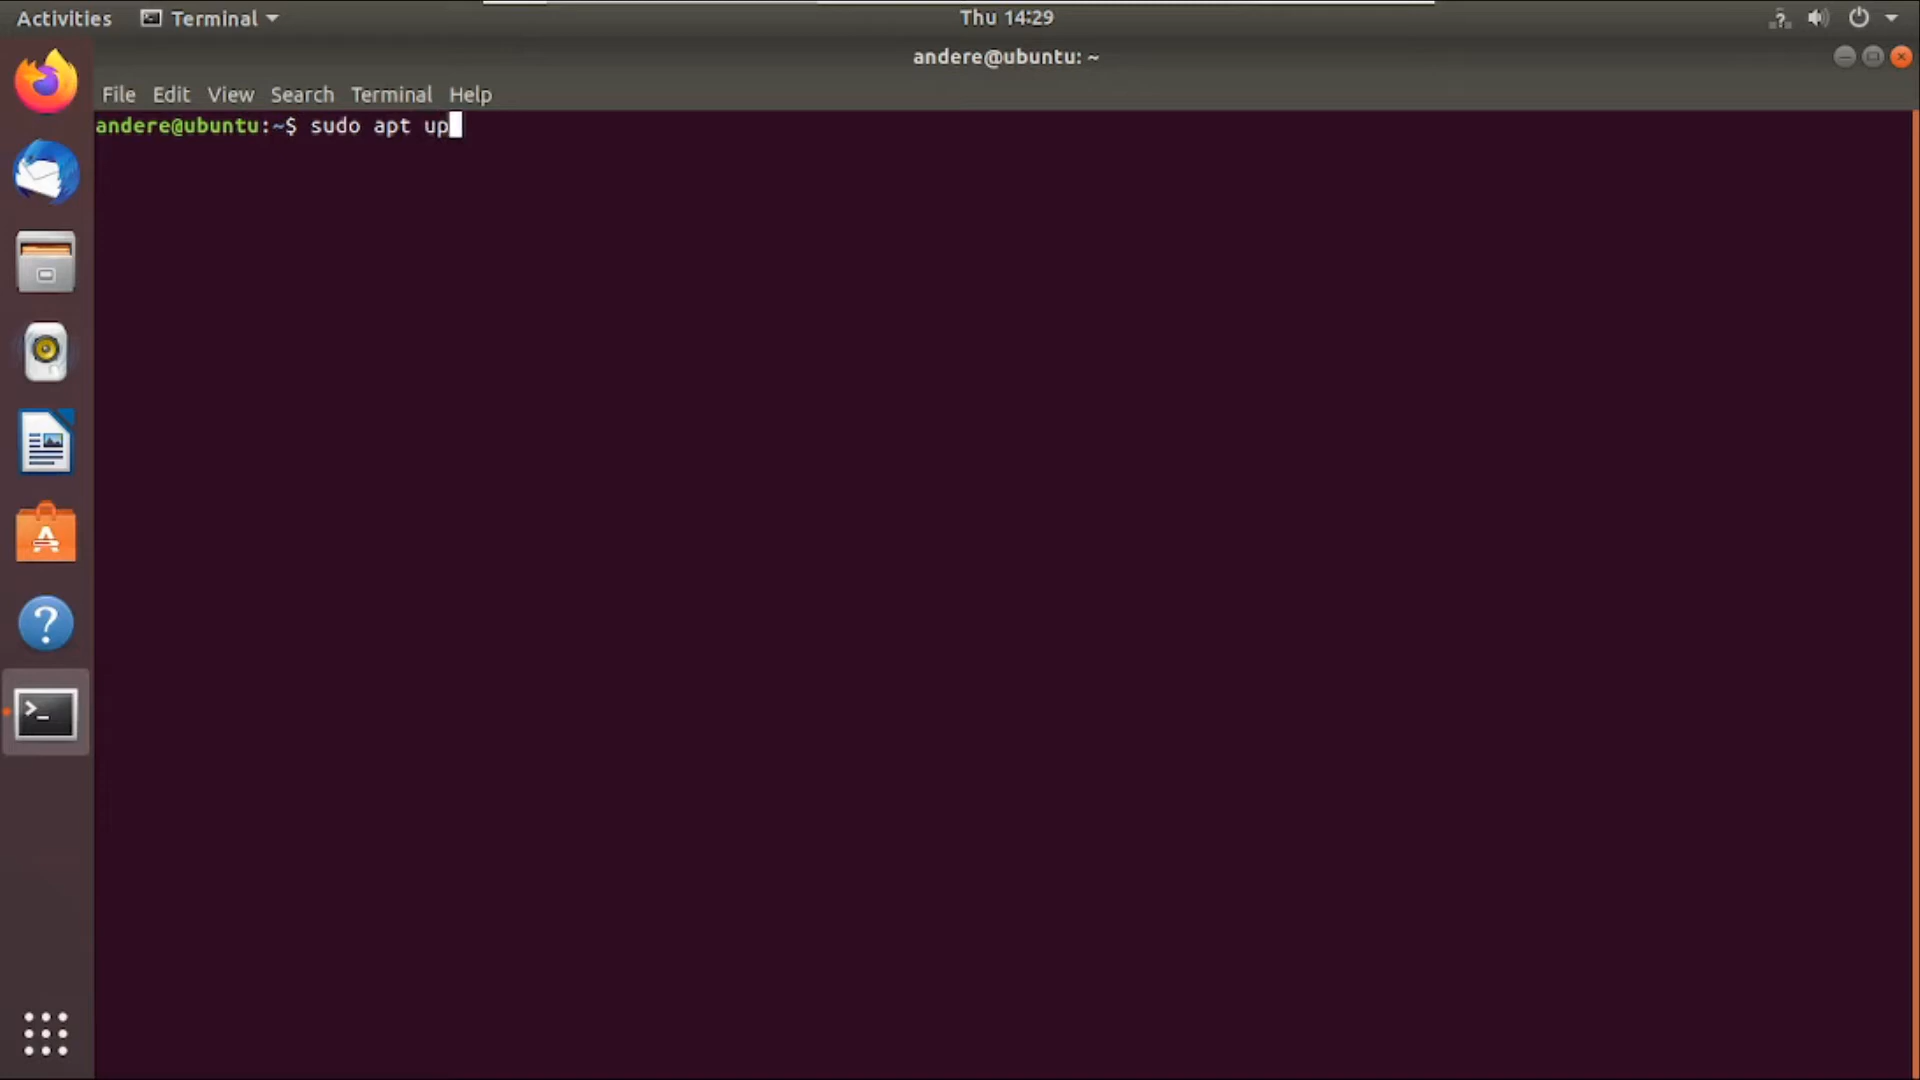 Activities Terminal Thu 14:29
andere@ubuntu: ~
File Edit View Search Terminal Help
andere@ubuntu:~$ sudo apt up